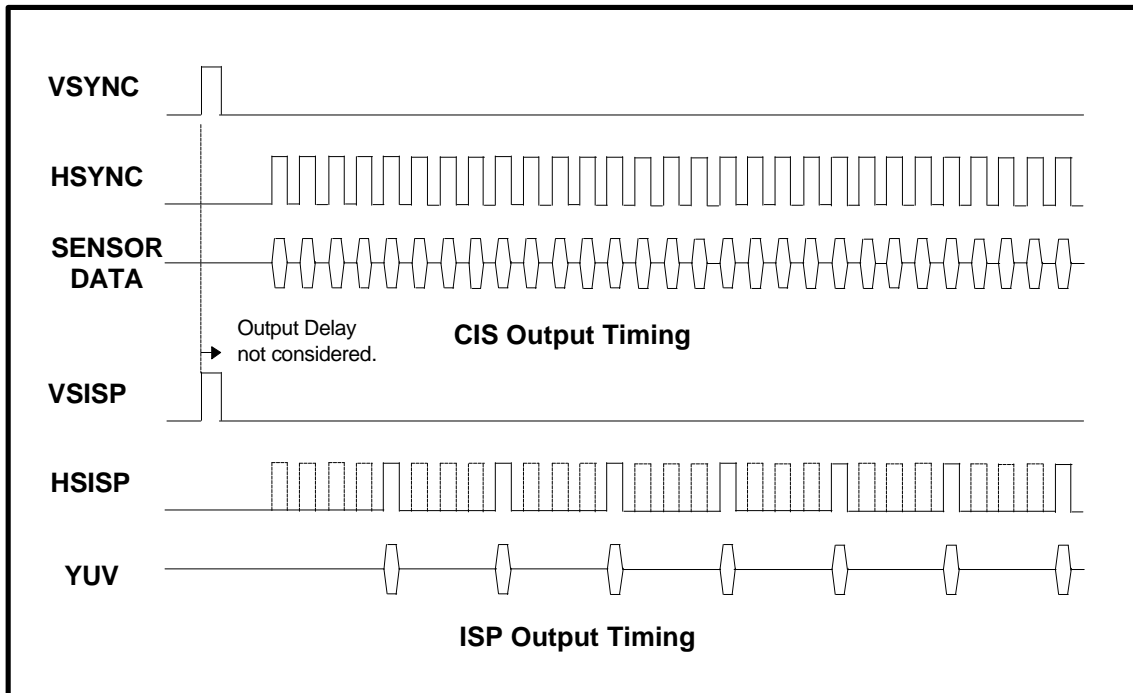 VSYNC
HSYNC
SENSOR
DATA
Output Delay
not considered.
CIS Output Timing
VSISP
HSISP
YUV
ISP Output Timing